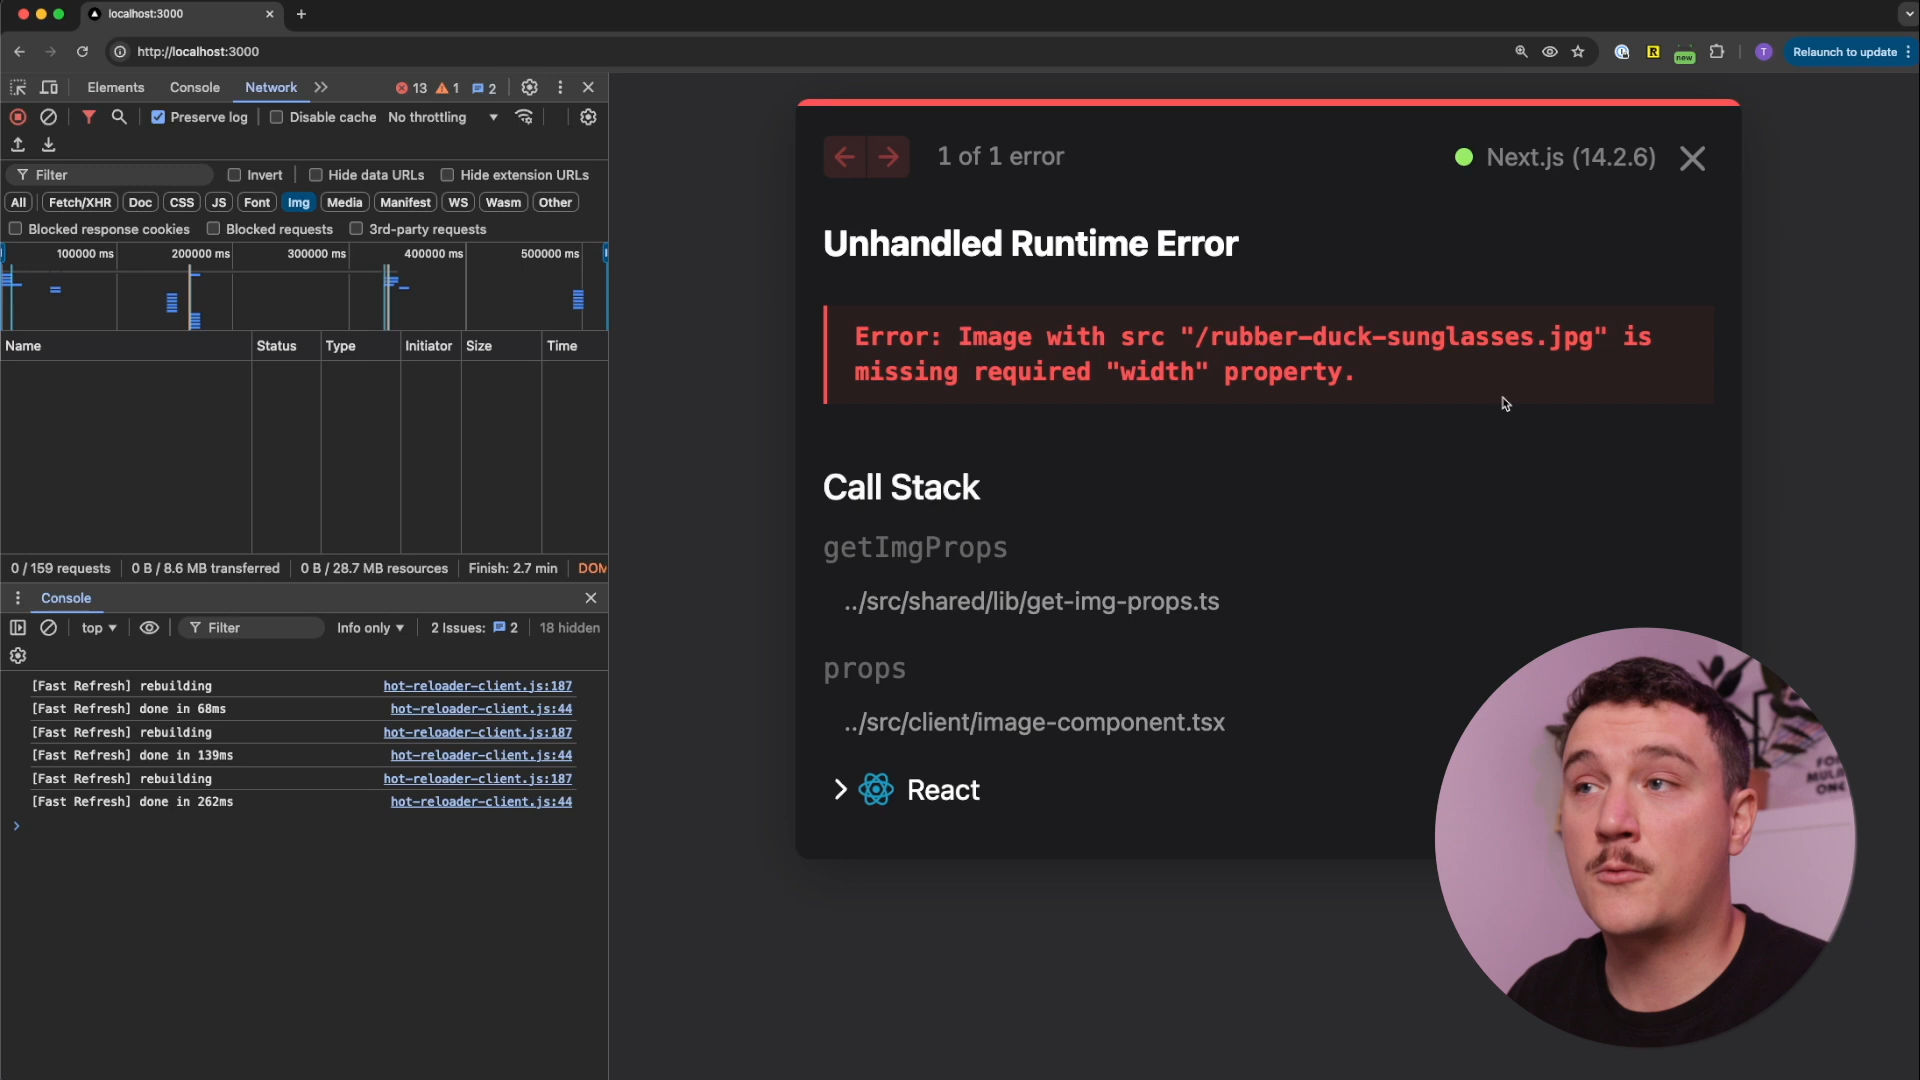 localhost:3000
http://localhost:3000
new
T
Relaunch to update
Elements Console Network 13 1 2
Preserve log Disable cache No throttling
Filter Invert Hide data URLs Hide extension URLs
All Fetch/XHR Doc CSS JS Font Img Media Manifest WS Wasm Other
Blocked response cookies Blocked requests 3rd-party requests
100000 ms 200000 ms 300000 ms 400000 ms 500000 ms
Name Status Type Initiator Size Time
0 / 159 requests 0 B / 8.6 MB transferred 0 B / 28.7 MB resources Finish: 2.7 min DOM
Console
top Filter Info only 2 Issues: 2 18 hidden
[Fast Refresh] rebuilding hot-reloader-client.js:187
[Fast Refresh] done in 68ms hot-reloader-client.js:44
[Fast Refresh] rebuilding hot-reloader-client.js:187
[Fast Refresh] done in 139ms hot-reloader-client.js:44
[Fast Refresh] rebuilding hot-reloader-client.js:187
[Fast Refresh] done in 262ms hot-reloader-client.js:44
1 of 1 error
Next.js (14.2.6)
Unhandled Runtime Error
Error: Image with src "/rubber-duck-sunglasses.jpg" is
missing required "width" property.
Call Stack
getImgProps
../src/shared/lib/get-img-props.ts
props
../src/client/image-component.tsx
React
FO
MULA
ONE